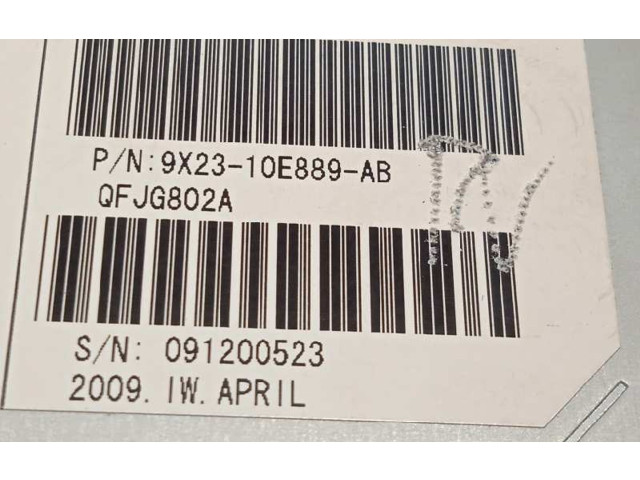 P/N:9X23-10E889-AB
QFJG802A
S/N: 091200523
2009. IW. APRIL